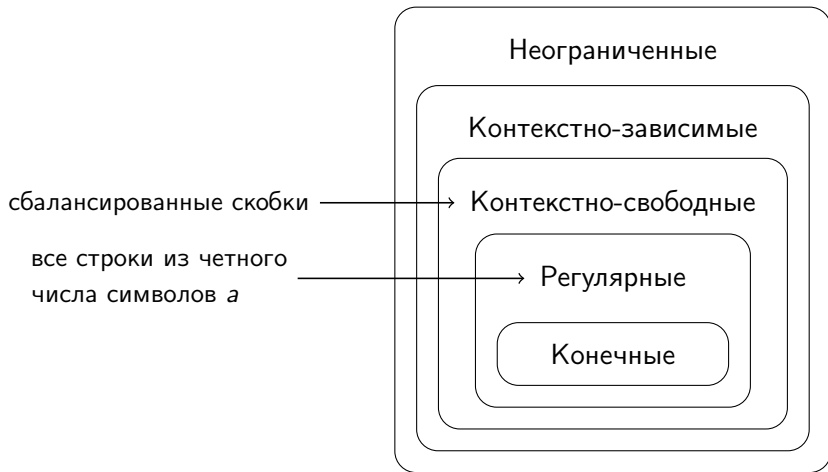 Неограниченные
Контекстно-зависимые
сбалансированные скобки
Контекстно-свободные
все строки из четного
числа символов a
Регулярные
Конечные